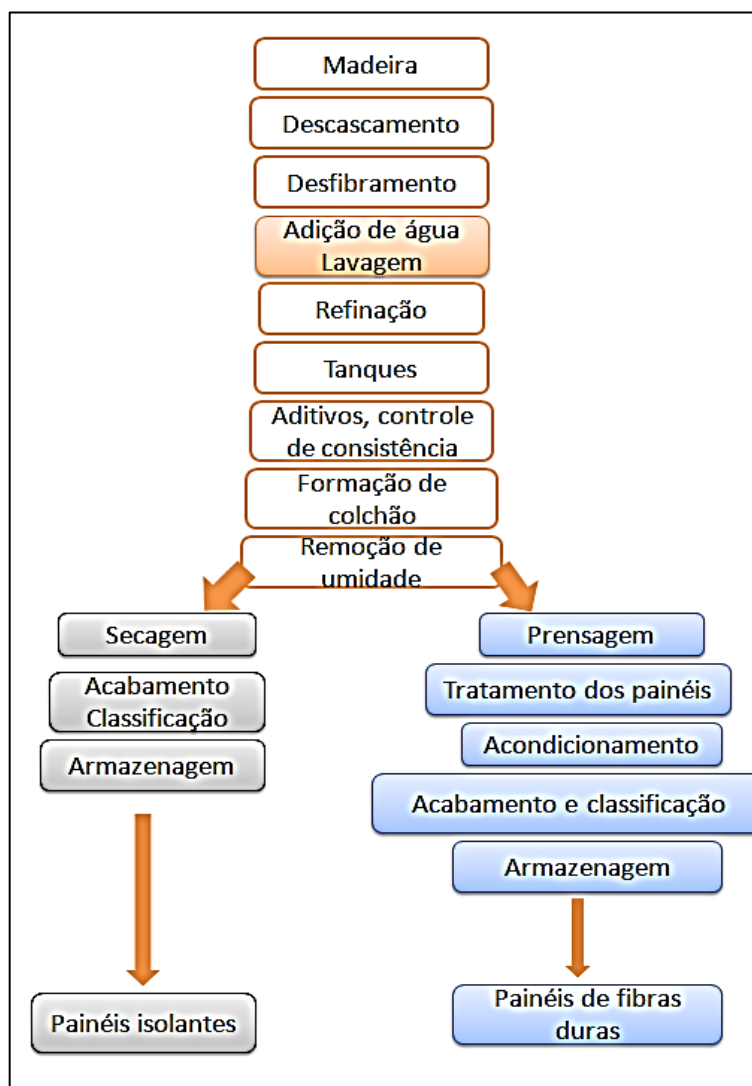 Madeira
Descascamento
Desfibramento
Adição de água
Lavagem
Refinação
Tanques
Aditivos, controle
de consistência
Formação de
colchão
Remoção de
umidade
Secagem
Acabamento
Classificação
Armazenagem
Painéis isolantes
Prensagem
Tratamento dos painéis
Acondicionamento
Acabamento e classificação
Armazenagem
Painéis de fibras
duras